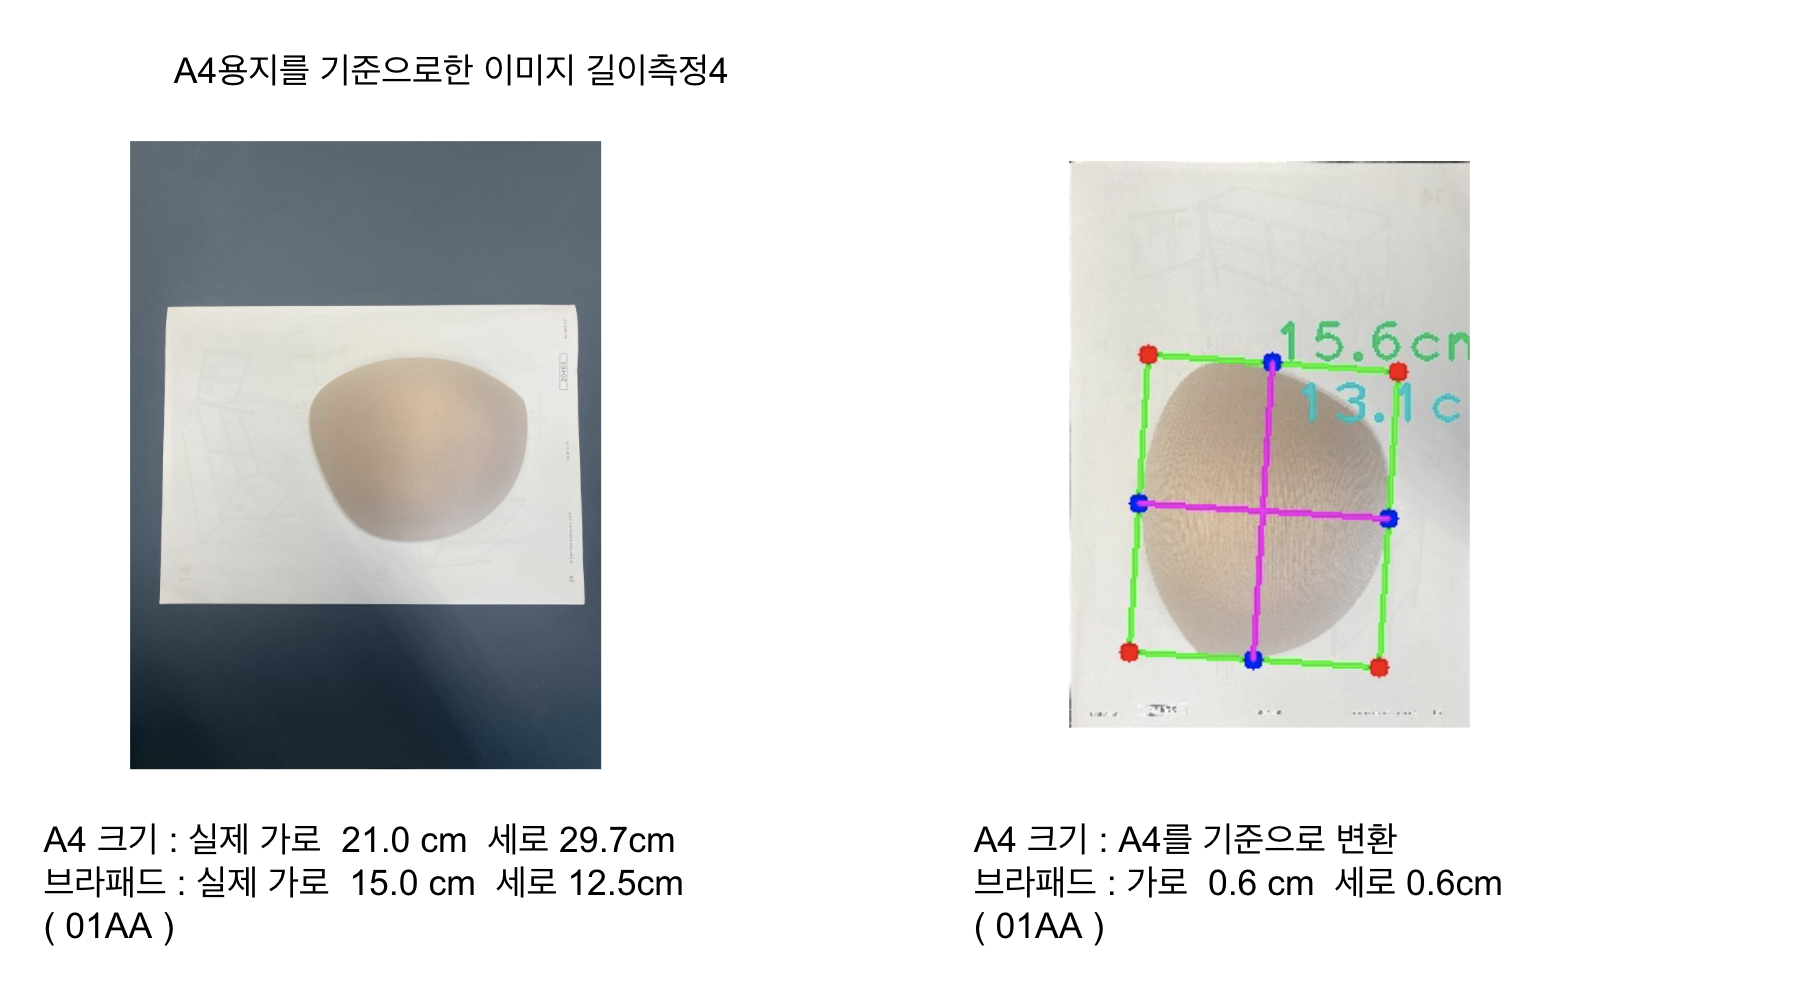 A4용지를 기준으로한 이미지 길이측정4
15.6cm
13.1c
A4 크기 : 실제 가로 21.0 cm 세로 29.7cm
브라패드 : 실제 가로 15.0 cm 세로 12.5cm
( 01AA )
A4 크기 : A4를 기준으로 변환
브라패드 : 가로 0.6 cm 세로 0.6cm
( 01AA )